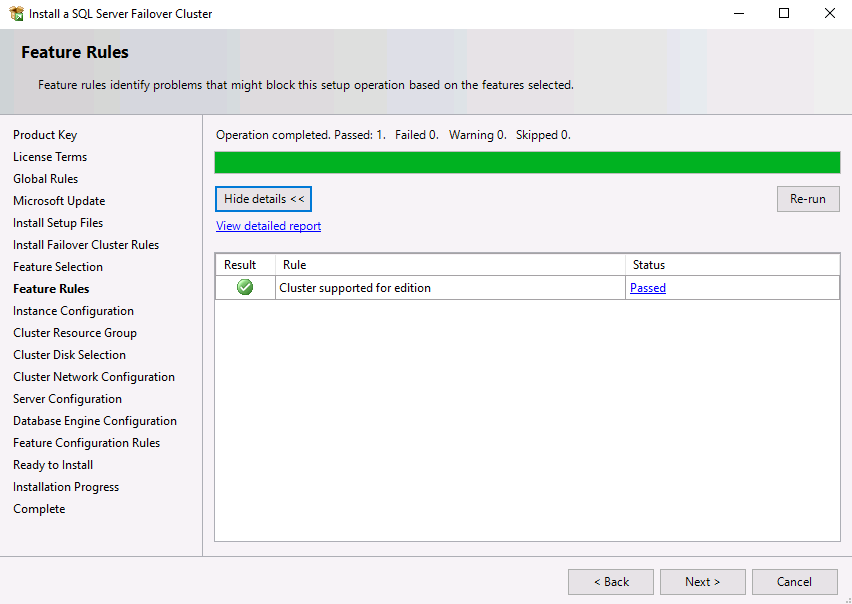 Install a SQL Server Failover Cluster
Feature Rules
Feature rules identify problems that might block this setup operation based on the features selected.
Product Key
License Terms
Global Rules
Microsoft Update
Install Setup Files
Install Failover Cluster Rules
Feature Selection
Feature Rules
Instance Configuration
Cluster Resource Group
Cluster Disk Selection
Cluster Network Configuration
Server Configuration
Database Engine Configuration
Feature Configuration Rules
Ready to Install
Installation Progress
Complete
Operation completed. Passed: 1. Failed 0. Warning 0. Skipped 0.
Hide details <<
Re-run
View detailed report
Result Rule Status
Cluster supported for edition Passed
< Back Next > Cancel